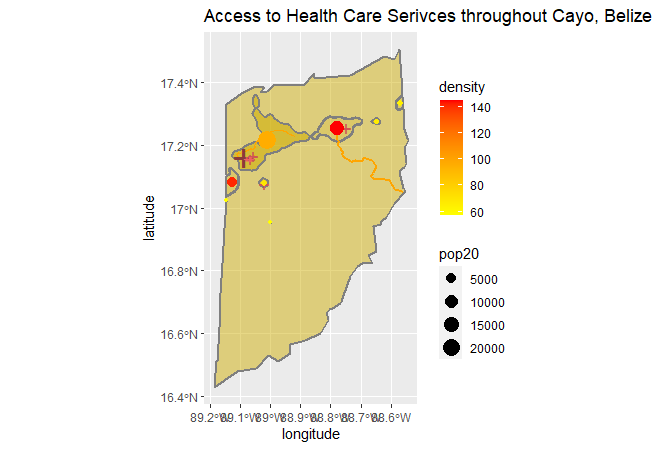 Access to Health Care Serivces throughout Cayo, Belize
17.4°N
17.2°N
17°N
16.8°N
16.6°N
16.4°N
latitude
89.2°W 89.1°W 89°W 88.9°W 88.8°W 88.7°W 88.6°W
longitude
density
140
120
100
80
60
pop20
5000
10000
15000
20000